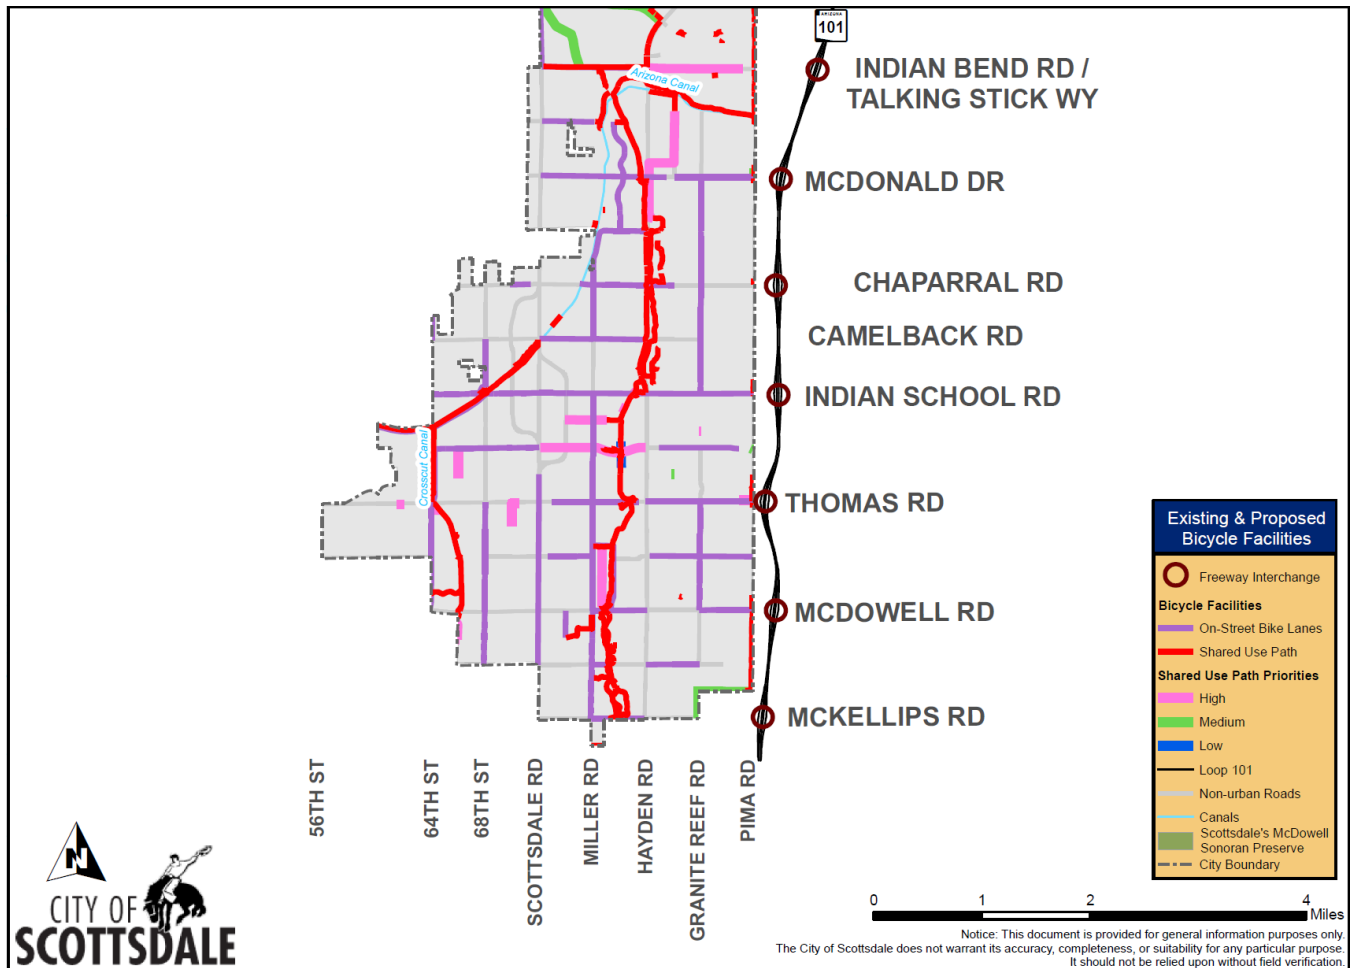 ARIZONA
101
INDIAN BEND RD /
TALKING STICK WY
Arizona Canal
MCDONALD DR
CHAPARRAL RD
CAMELBACK RD
INDIAN SCHOOL RD
Crosscut Canal
THOMAS RD
MCDOWELL RD
MCKELLIPS RD
56TH ST
64TH ST
68TH ST
SCOTTSDALE RD
MILLER RD
HAYDEN RD
GRANITE REEF RD
PIMA RD
Existing & Proposed
Bicycle Facilities
Freeway Interchange
Bicycle Facilities
On-Street Bike Lanes
Shared Use Path
Shared Use Path Priorities
High
Medium
Low
Loop 101
Non-urban Roads
Canals
Scottsdale's McDowell
Sonoran Preserve
City Boundary
N
CITY OF
SCOTTSDALE
0 1 2 4
Miles
Notice: This document is provided for general information purposes only.
The City of Scottsdale does not warrant its accuracy, completeness, or suitability for any particular purpose.
It should not be relied upon without field verification.